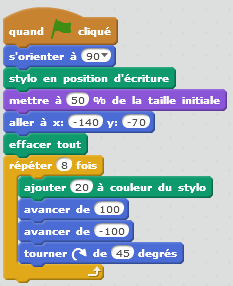 quand cliqué
s'orienter à 90
stylo en position d'écriture
mettre à 50 % de la taille initiale
aller à x: -140 y: -70
effacer tout
répéter 8 fois
ajouter 20 à couleur du stylo
avancer de 100
avancer de -100
tourner de 45 degrés